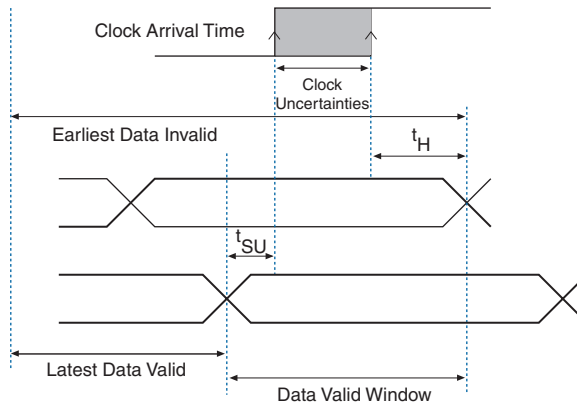 Clock Arrival Time
Clock
Uncertainties
Earliest Data Invalid
tH
tSU
Latest Data Valid
Data Valid Window